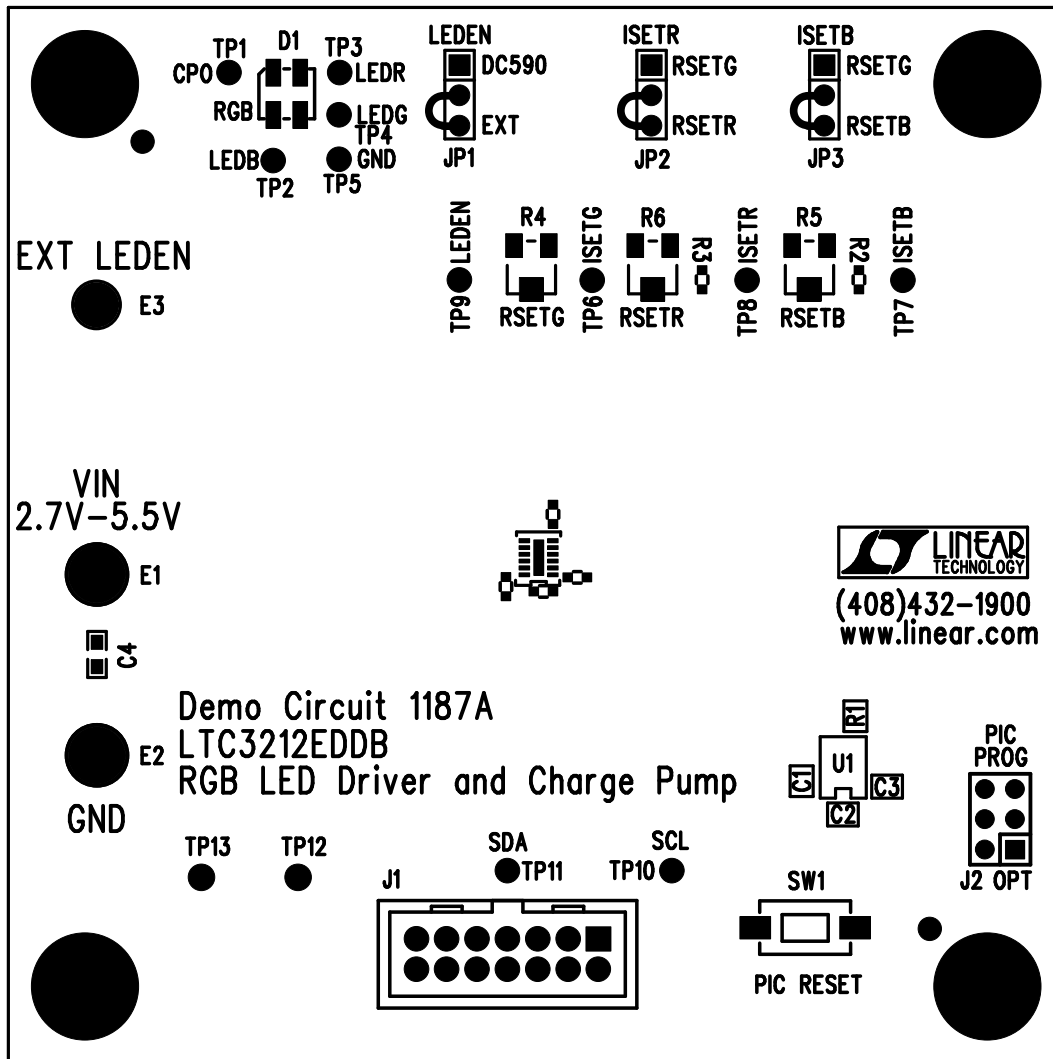 TP1
D1
TP3
CPO
LEDR
RGB
LEDG
TP4
LEDB
GND
TP2
TP5
LEDEN
DC590
EXT
JP1
ISETR
RSETG
RSETR
JP2
ISETB
RSETG
RSETB
JP3
EXT LEDEN
E3
LEDEN
TP9
R4
RSETG
ISETG
TP6
R6
RSETR
R3
ISETR
TP8
R5
RSETB
R2
ISETB
TP7
VIN
2.7V-5.5V
E1
C4
E2
GND
LINEAR
TECHNOLOGY
(408)432-1900
www.linear.com
Demo Circuit 1187A
LTC3212EDDB
RGB LED Driver and Charge Pump
R1
U1
C1
C3
C2
PIC
PROG
J2 OPT
TP13
TP12
SDA
TP11
SCL
TP10
J1
SW1
PIC RESET